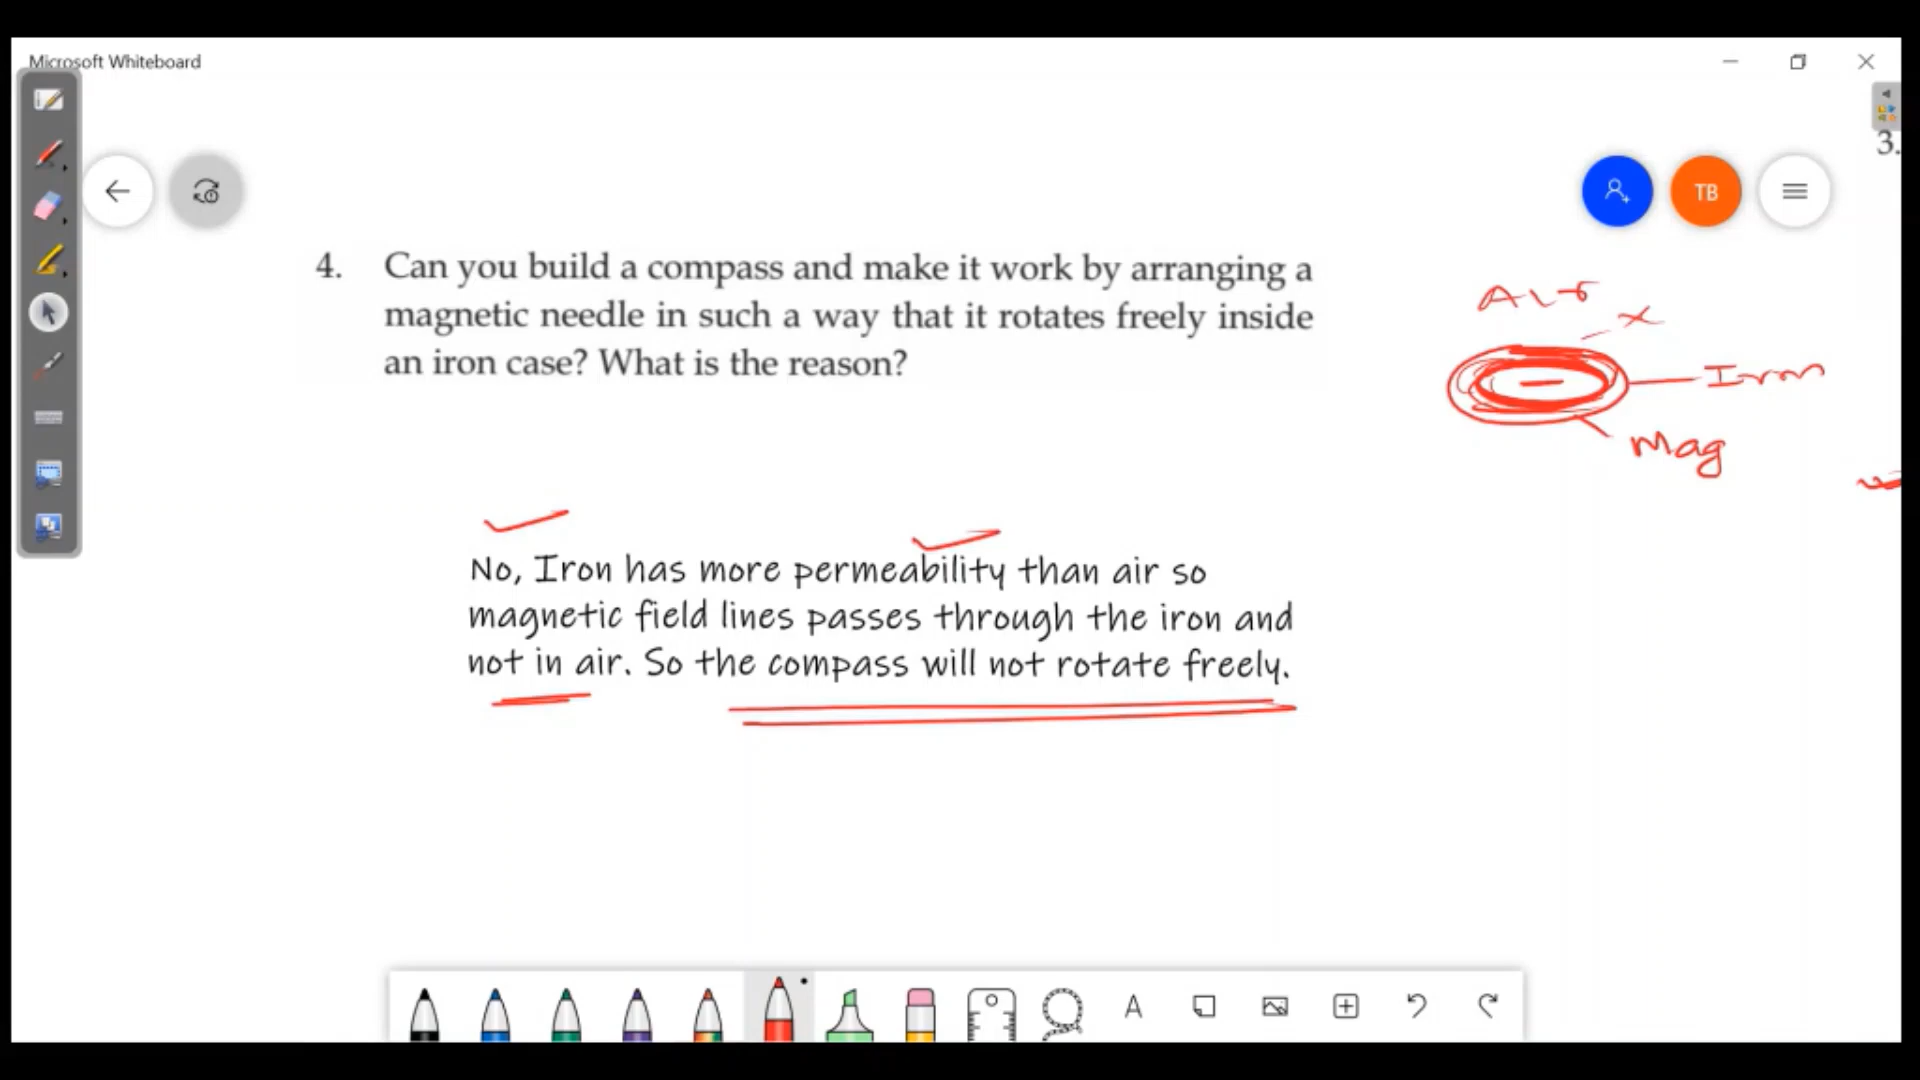 Microsoft Whiteboard
3.
TB
4. Can you build a compass and make it work by arranging a
magnetic needle in such a way that it rotates freely inside
an iron case? What is the reason?
Air
Iron
Mag
No, Iron has more permeability than air so
magnetic field lines passes through the iron and
not in air. So the compass will not rotate freely.
A